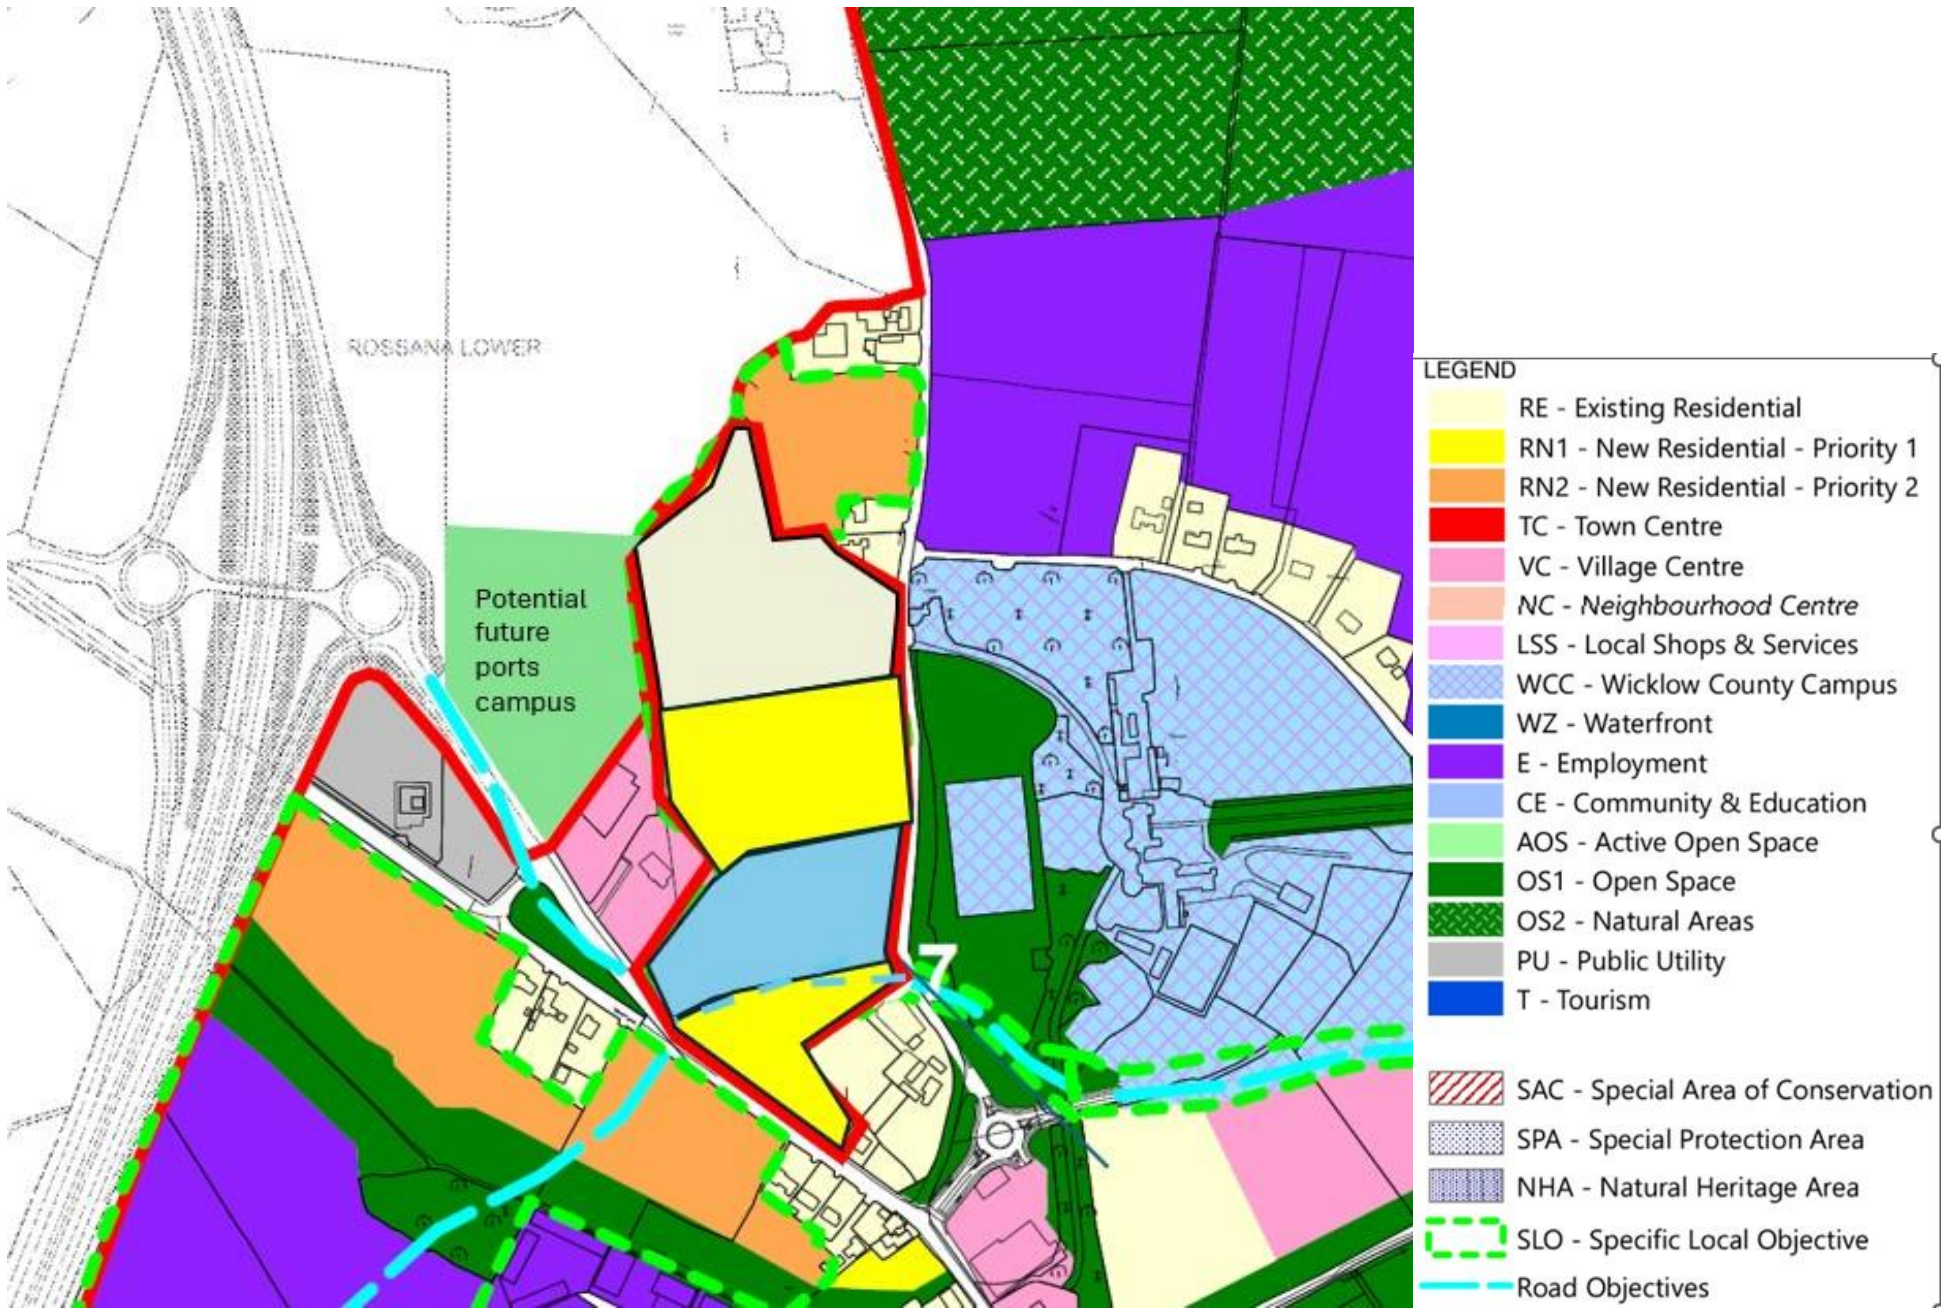 ROSSANA LOWER
Potential
future
ports
campus
7
LEGEND
RE - Existing Residential
RN1 - New Residential - Priority 1
RN2 - New Residential - Priority 2
TC - Town Centre
VC - Village Centre
NC - Neighbourhood Centre
LSS - Local Shops & Services
WCC - Wicklow County Campus
WZ - Waterfront
E - Employment
CE - Community & Education
AOS - Active Open Space
OS1 - Open Space
OS2 - Natural Areas
PU - Public Utility
T - Tourism
SAC - Special Area of Conservation
SPA - Special Protection Area
NHA - Natural Heritage Area
SLO - Specific Local Objective
Road Objectives